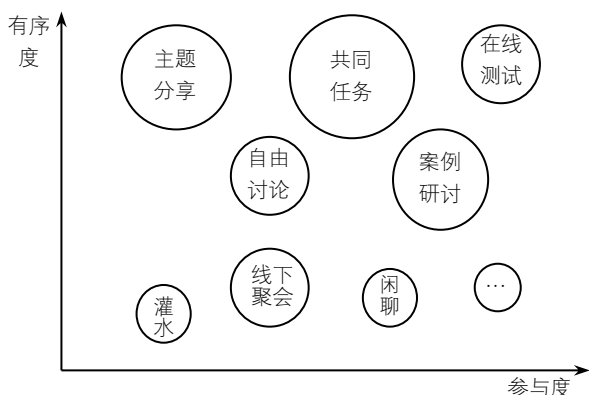 有序
度
主题
分享
共同
任务
在线
测试
自由
讨论
案例
研讨
线下
聚会
灌
水
闲
聊
…
参与度